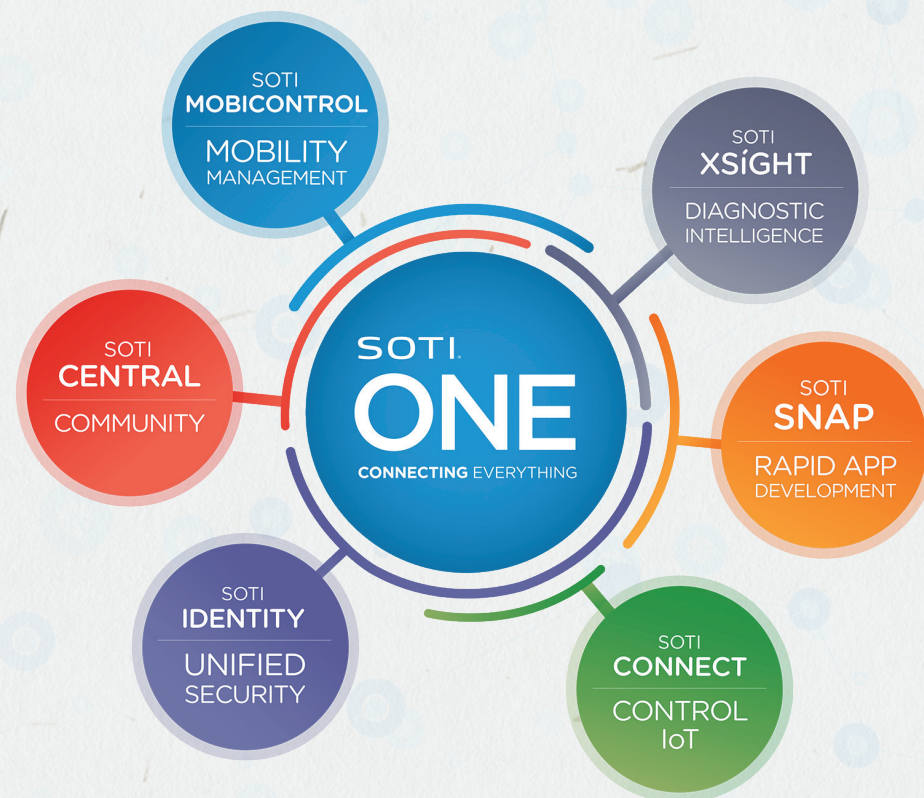 SOTI
MOBICONTROL
MOBILITY
MANAGEMENT
SOTI
XSíGHT
DIAGNOSTIC
INTELLIGENCE
SOTI
CENTRAL
COMMUNITY
SOTI.
ONE
CONNECTING EVERYTHING
SOTI
SNAP
RAPID APP
DEVELOPMENT
SOTI
IDENTITY
UNIFIED
SECURITY
SOTI
CONNECT
CONTROL
IoT